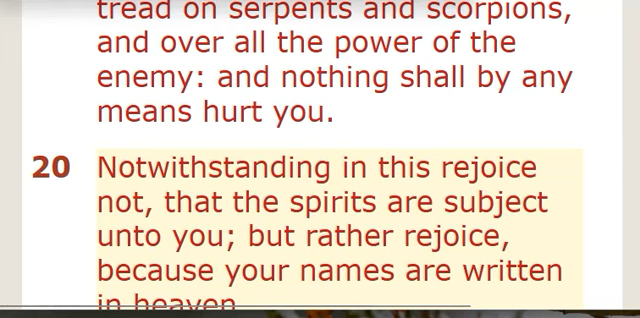 tread on serpents and scorpions,
and over all the power of the
enemy: and nothing shall by any
means hurt you.
20 Notwithstanding in this rejoice
not, that the spirits are subject
unto you; but rather rejoice,
because your names are written
in heaven